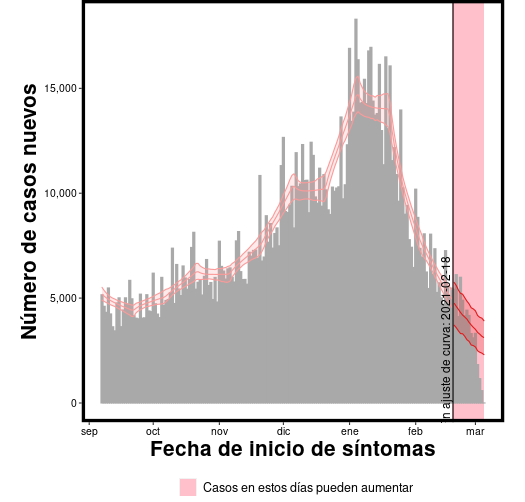 Número de casos nuevos
15,000
10,000
5,000
0
ajuste de curva: 2021-02-18
sep oct nov dic ene feb mar
Fecha de inicio de síntomas
Casos en estos días pueden aumentar